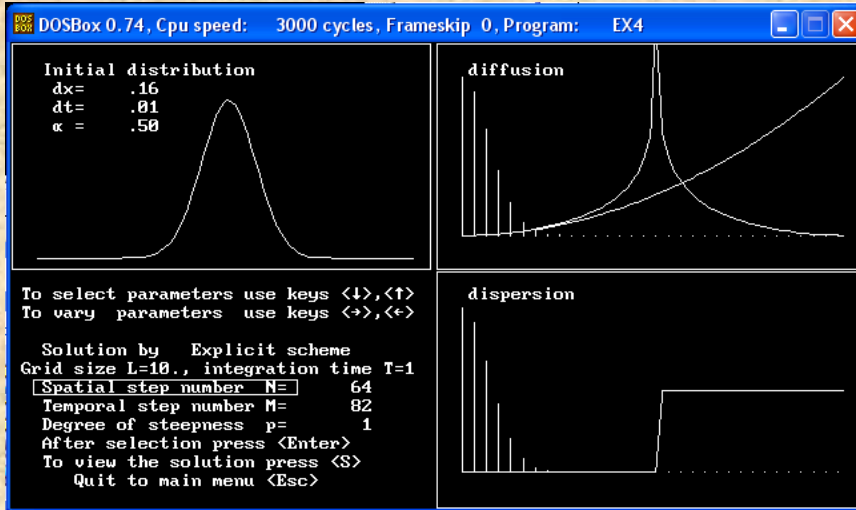 DOS BOX DOSBox 0.74, Cpu speed: 3000 cycles, Frameskip 0, Program: EX4
Initial distribution
dx= .16
dt= .01
α = .50
diffusion
To select parameters use keys <↓>,<↑>
To vary parameters use keys <→>,<←>
Solution by Explicit scheme
Grid size L=10., integration time T=1
Spatial step number N= 64
Temporal step number M= 82
Degree of steepness p= 1
After selection press <Enter>
To view the solution press <S>
Quit to main menu <Esc>
dispersion